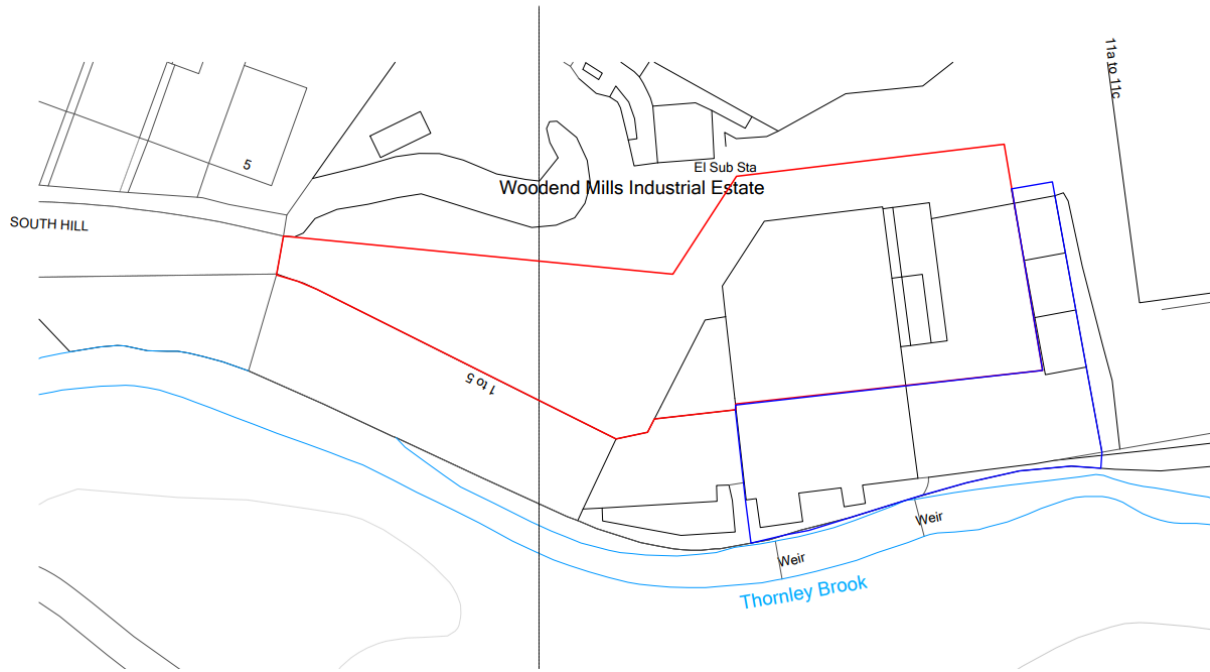 11a to 11c
5
El Sub Sta
Woodend Mills Industrial Estate
SOUTH HILL
1 to 5
Weir
Weir
Thornley Brook